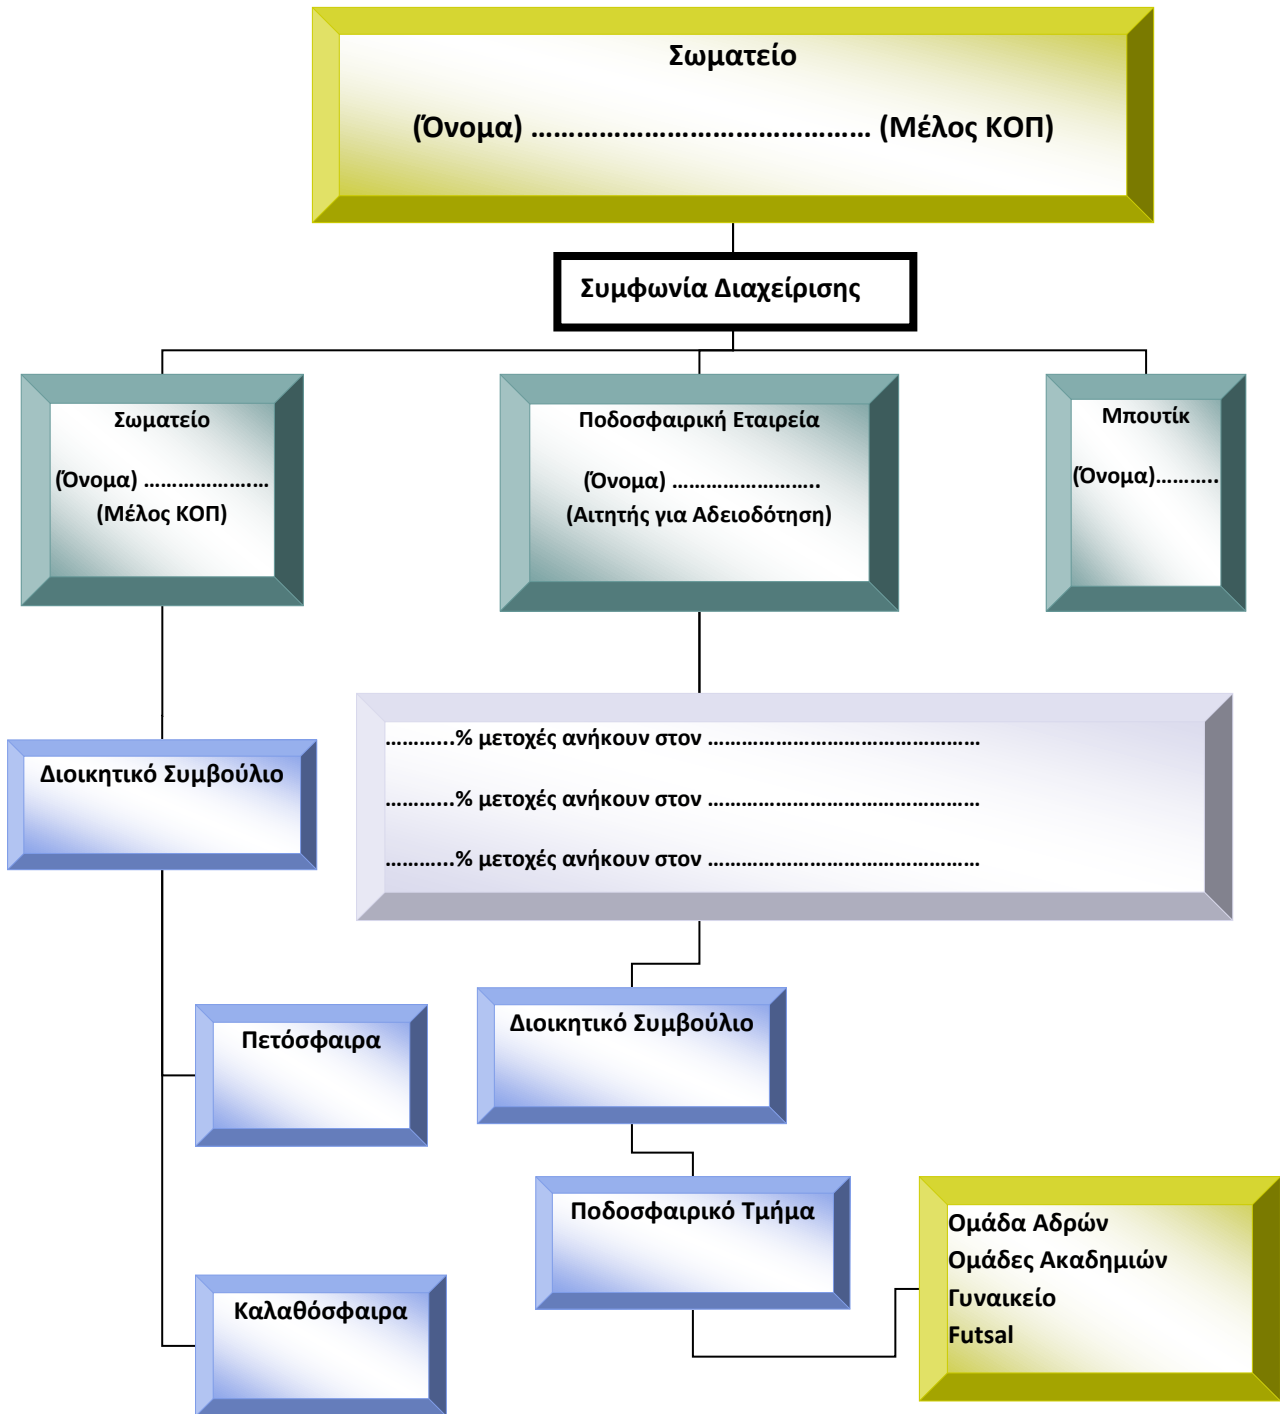 Σωματείο
(Όνομα) ……………………………………… (Μέλος ΚΟΠ)
Συμφωνία Διαχείρισης
Σωματείο
(Όνομα) ……………….…
(Μέλος ΚΟΠ)
Ποδοσφαιρική Εταιρεία
(Όνομα) ……………………..
(Αιτητής για Αδειοδότηση)
Μπουτίκ
(Όνομα)………..
………...% μετοχές ανήκουν στον …………………………………………
………...% μετοχές ανήκουν στον …………………………………………
………...% μετοχές ανήκουν στον …………………………………………
Διοικητικό Συμβούλιο
Πετόσφαιρα
Καλαθόσφαιρα
Διοικητικό Συμβούλιο
Ποδοσφαιρικό Τμήμα
Ομάδα Αδρών
Ομάδες Ακαδημιών
Γυναικείο
Futsal